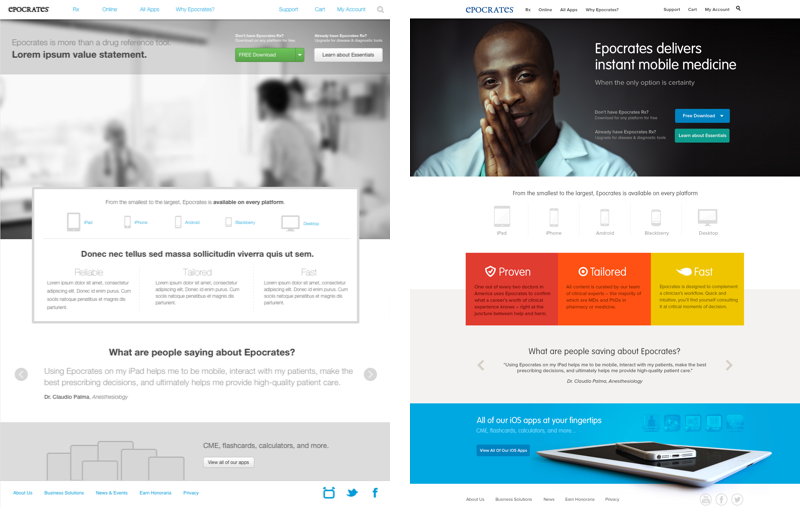 epocrates Rx Online All Apps Why Epocrates? Support Cart My Account
Epocrates is more than a drug reference tool.
Lorem ipsum value statement.
Don't have Epocrates Rx?
Download on any platform for free
FREE Download
Already have Epocrates Rx?
Upgrade for disease & diagnostic tools
Learn about Essentials
From the smallest to the largest, Epocrates is available on every platform.
iPad iPhone Android Blackberry Desktop
Donec nec tellus sed massa sollicitudin viverra quis ut sem.
Reliable
Lorem ipsum dolor sit amet, consectetur
adipiscing elit. Donec id enim purus. Cum
sociis natoque penatibus et magnis dis
parturient.
Tailored
Lorem ipsum dolor sit amet, consectetur
adipiscing elit. Donec id enim purus. Cum
sociis natoque penatibus et magnis dis
parturient.
Fast
Lorem ipsum dolor sit amet, consectetur
adipiscing elit. Donec id enim purus. Cum
sociis natoque penatibus et magnis dis
parturient.
What are people saying about Epocrates?
Using Epocrates on my iPad helps me to be mobile, interact with my patients, make the
best prescribing decisions, and ultimately helps me provide high-quality patient care.
Dr. Claudio Palma, Anesthesiology
CME, flashcards, calculators, and more.
View all of our apps
About Us Business Solutions News & Events Earn Honoraria Privacy
epocrates Rx Online All Apps Why Epocrates? Support Cart My Account
Epocrates delivers
instant mobile medicine
When the only option is certainty
Don't have Epocrates Rx?
Download for any platform for free
Free Download
Already have Epocrates Rx?
Upgrade for disease & diagnostic tools
Learn about Essentials
From the smallest to the largest, Epocrates is available on every platform
iPad iPhone Android Blackberry Desktop
Proven
One out of every two doctors in
America uses Epocrates to confirm
what a career's worth of clinical
experience knows – right at the
juncture between help and harm.
Tailored
All content is curated by our team
of clinical experts – the majority of
which are MDs and PhDs in
pharmacy or medicine.
Fast
Epocrates is designed to complement
a clinician's workflow. Quick and
intuitive, you'll find yourself consulting
it at critical moments of decision.
What are people saying about Epocrates?
"Using Epocrates on my iPad helps me to be mobile, interact with my patients, make the best
prescribing decisions, and ultimately helps me provide high-quality patient care."
Dr. Claudio Palma, Anesthesiology
All of our iOS apps at your fingertips
CME, flashcards, calculators, and more...
View All Of Our iOS Apps
About Us Business Solutions News Earn Honoraria Privacy